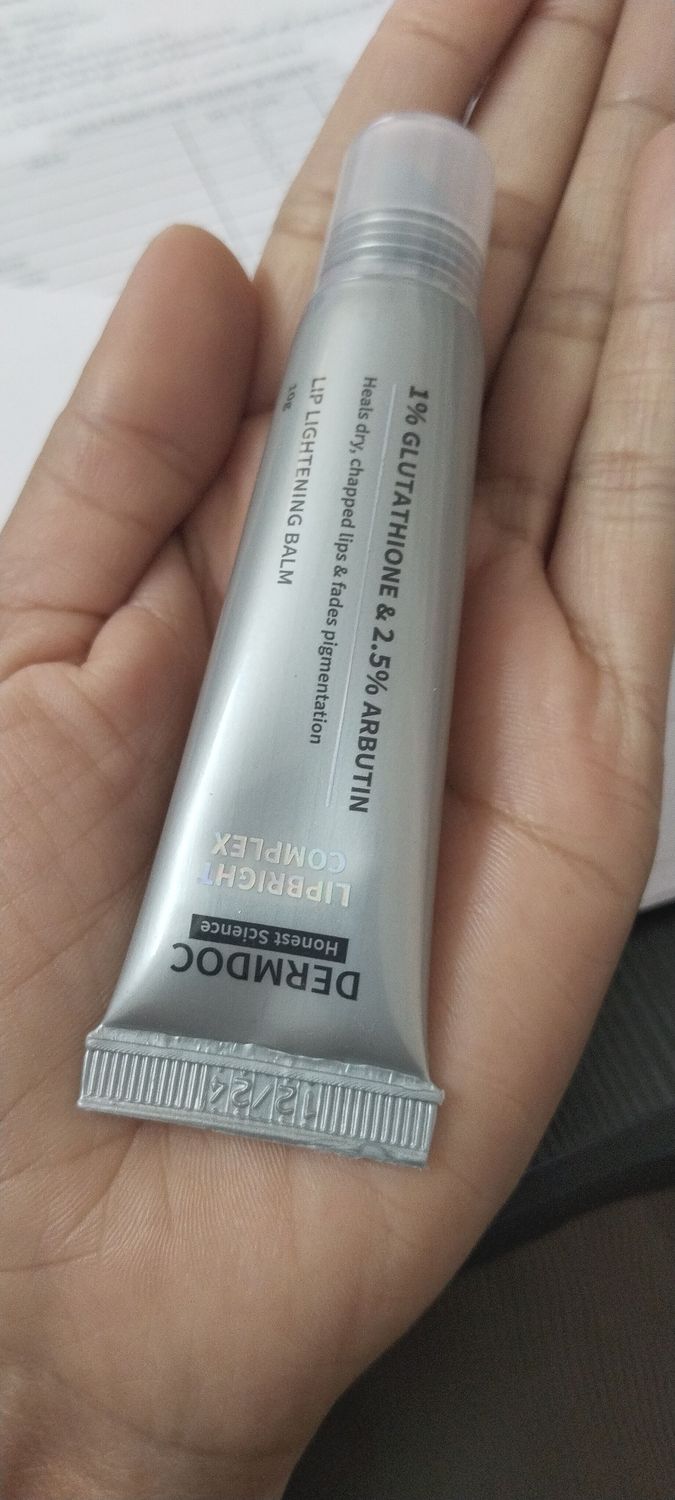 1% GLUTATHIONE & 2.5% ARBUTIN
Heals dry, chapped lips & fades pigmentation
LIP LIGHTENING BALM
10g
DERMDOC
Honest Science
LIPBRIGHT
COMPLEX
12/24